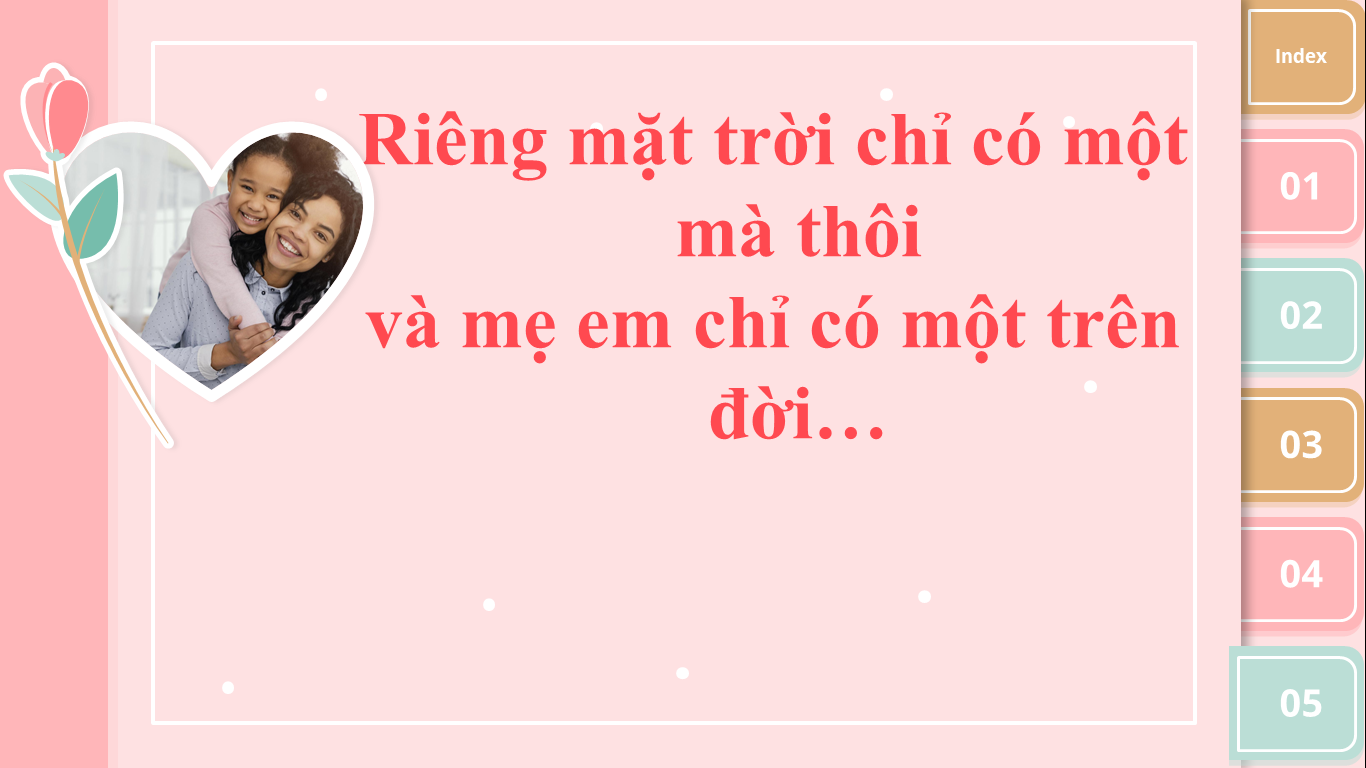 Riêng mặt trời chỉ có một
mà thôi
và mẹ em chỉ có một trên
đời...
Index
01
02
03
04
05